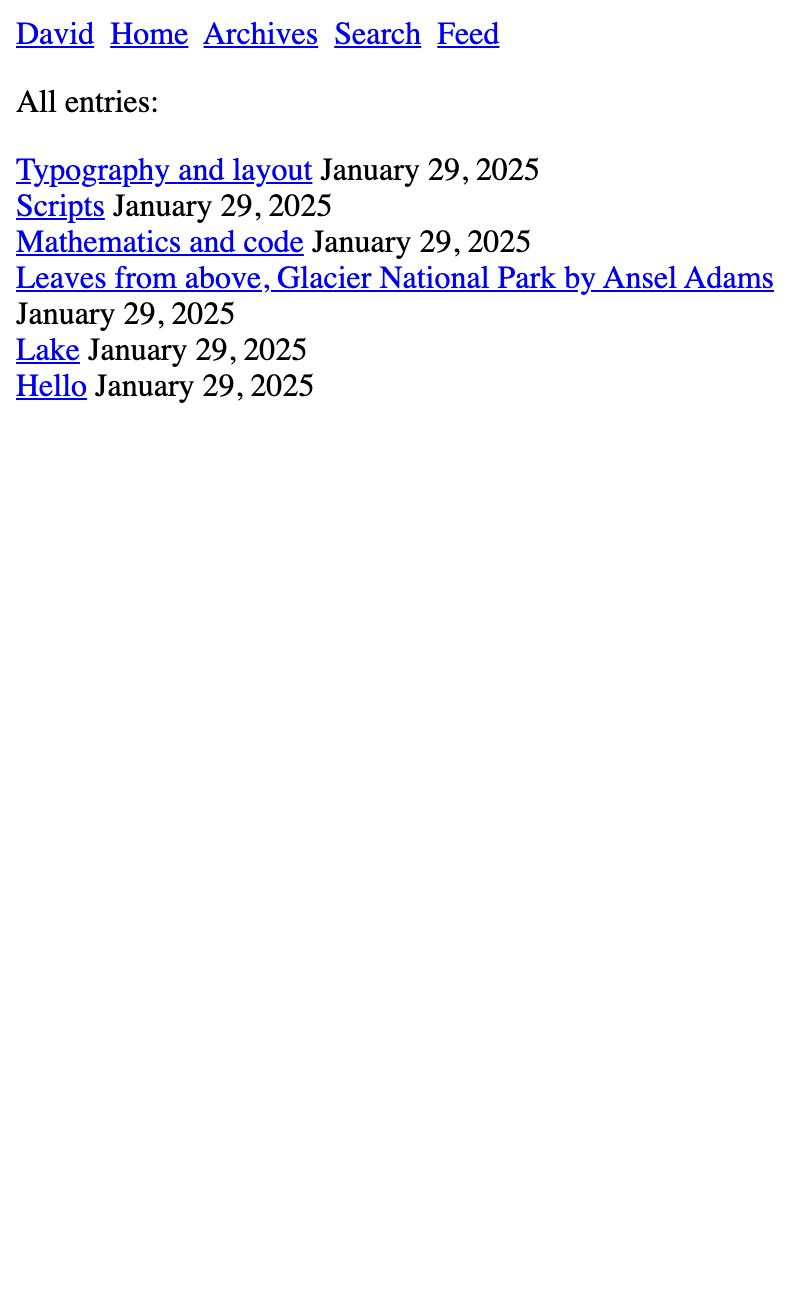 David Home Archives Search Feed
All entries:
Typography and layout January 29, 2025
Scripts January 29, 2025
Mathematics and code January 29, 2025
Leaves from above, Glacier National Park by Ansel Adams
January 29, 2025
Lake January 29, 2025
Hello January 29, 2025